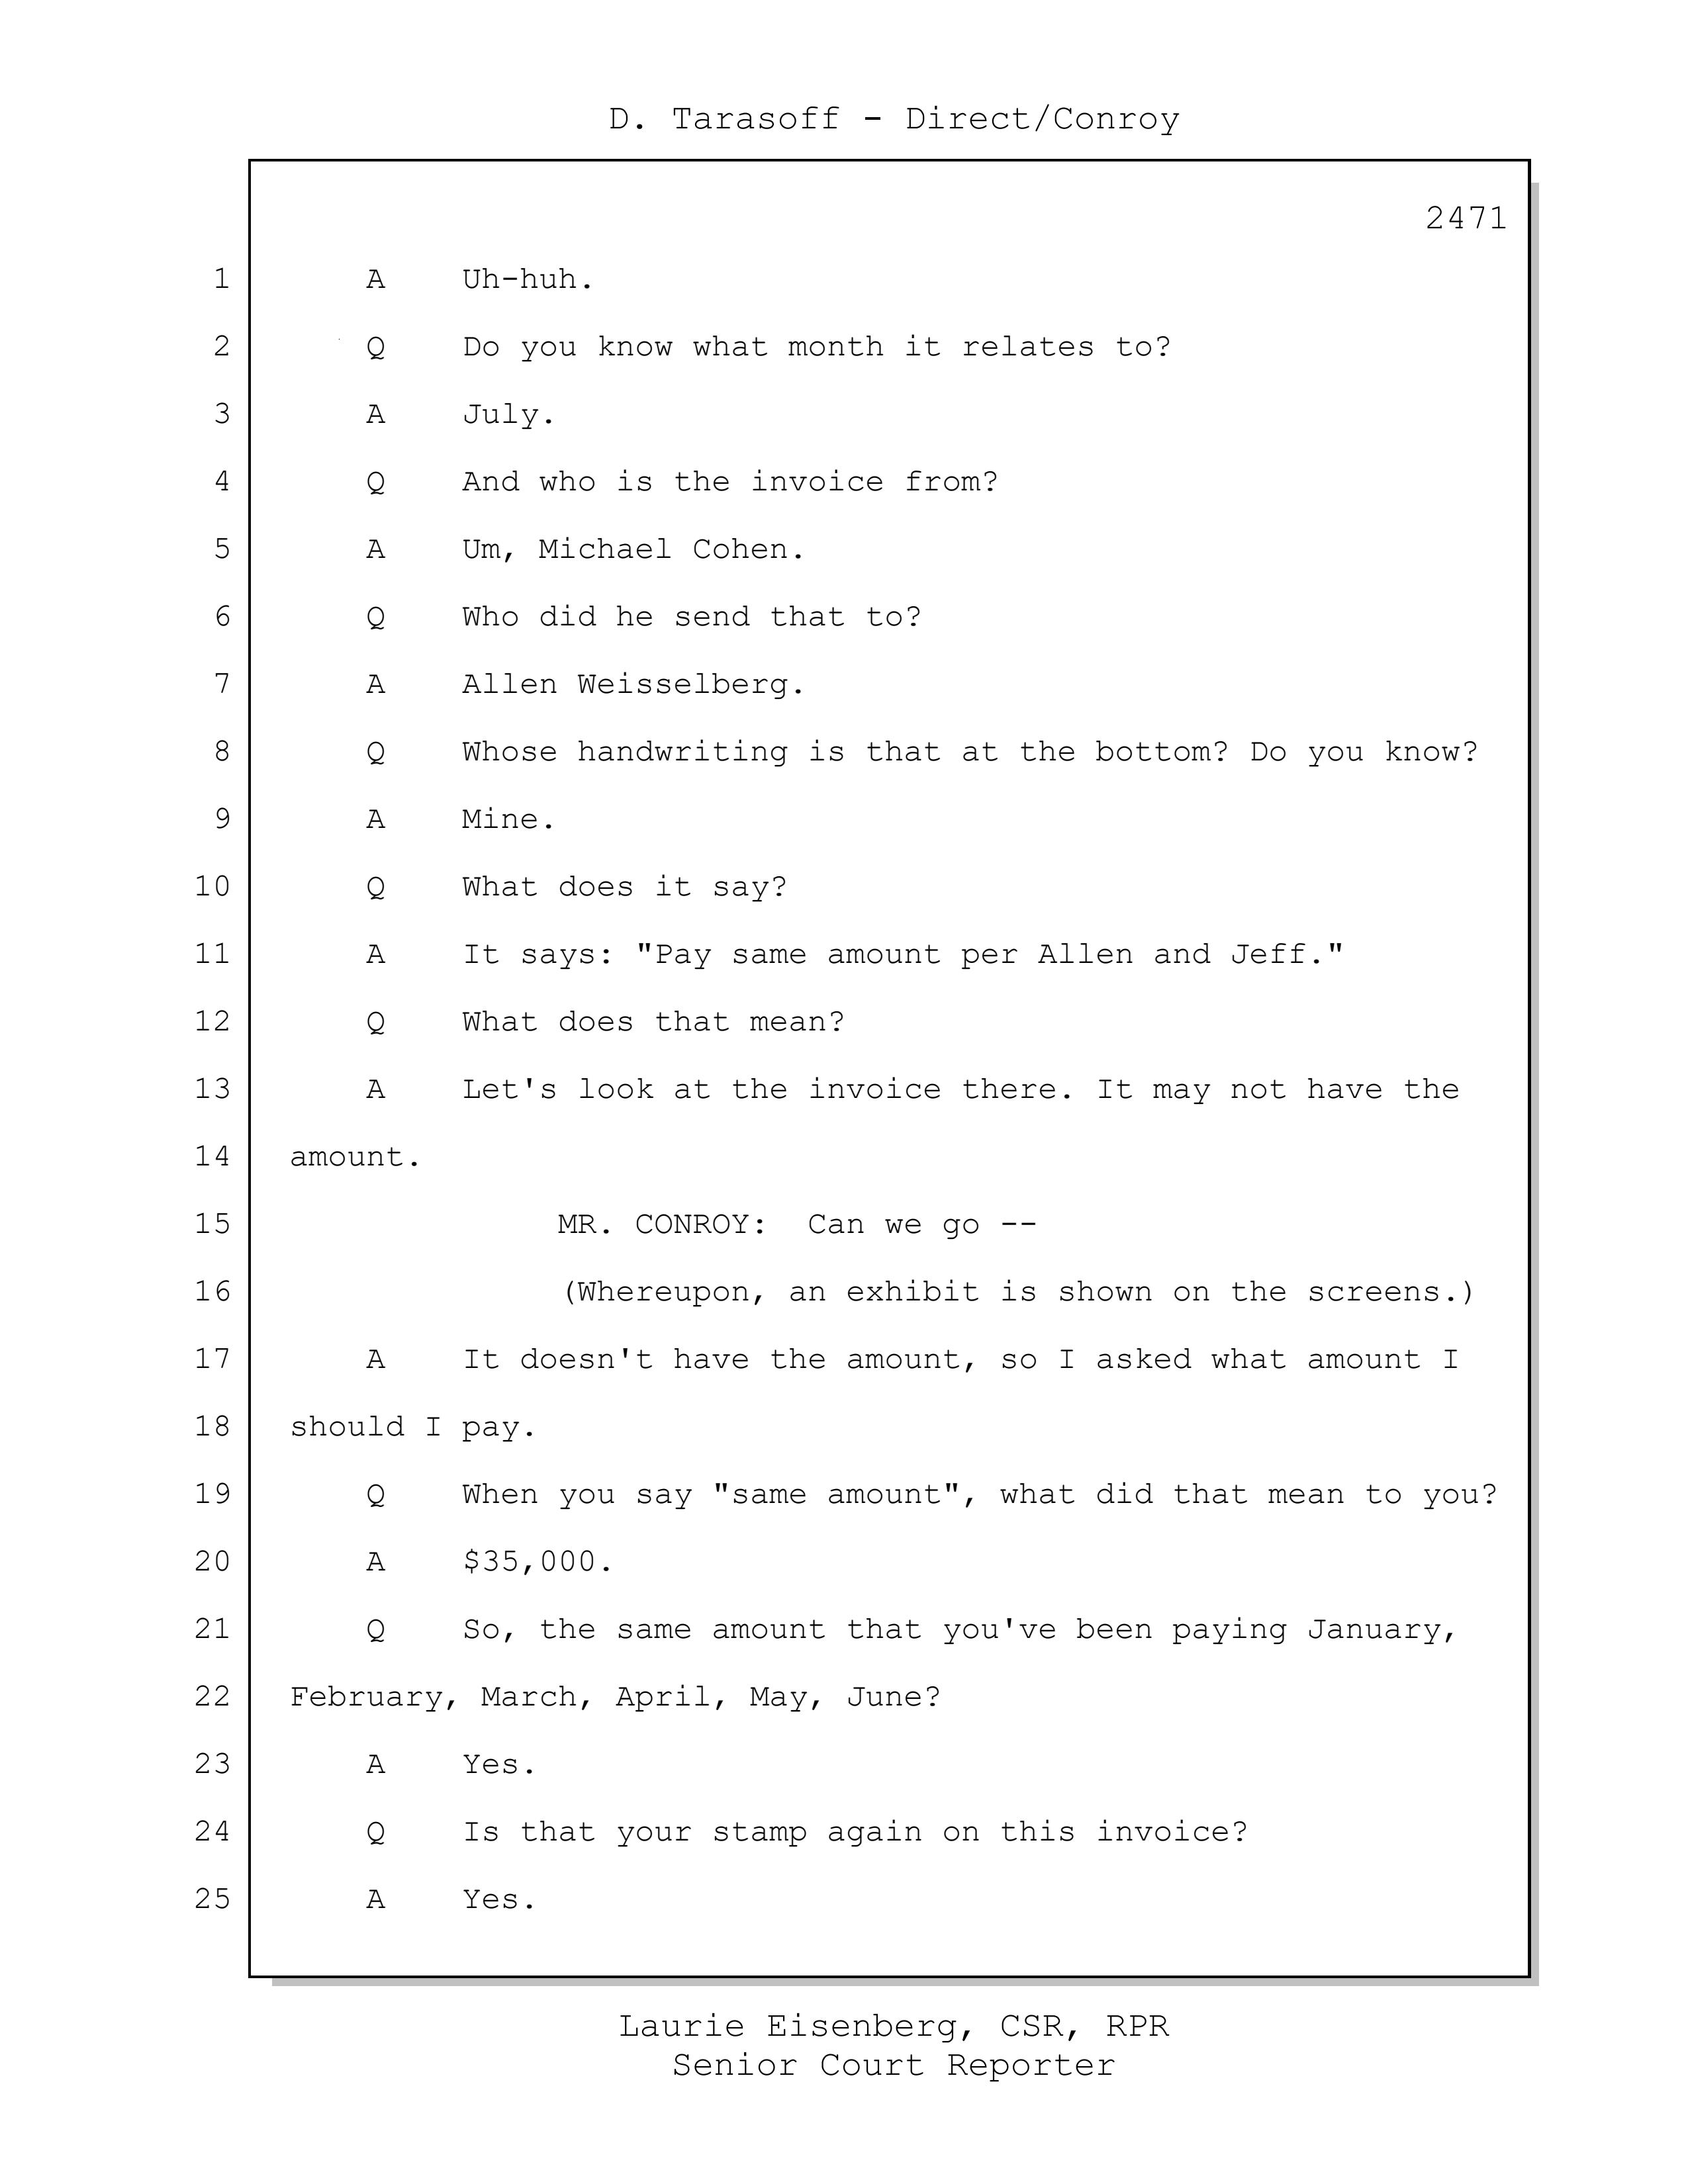 D. Tarasoff - Direct/Conroy
2471
1 A Uh-huh.
2 Q Do you know what month it relates to?
3 A July.
4 Q And who is the invoice from?
5 A Um, Michael Cohen.
6 Q Who did he send that to?
7 A Allen Weisselberg.
8 Q Whose handwriting is that at the bottom? Do you know?
9 A Mine.
10 Q What does it say?
11 A It says: "Pay same amount per Allen and Jeff."
12 Q What does that mean?
13 A Let's look at the invoice there. It may not have the
14 amount.
15 MR. CONROY: Can we go --
16 (Whereupon, an exhibit is shown on the screens.)
17 A It doesn't have the amount, so I asked what amount I
18 should I pay.
19 Q When you say "same amount", what did that mean to you?
20 A $35,000.
21 Q So, the same amount that you've been paying January,
22 February, March, April, May, June?
23 A Yes.
24 Q Is that your stamp again on this invoice?
25 A Yes.
Laurie Eisenberg, CSR, RPR
Senior Court Reporter